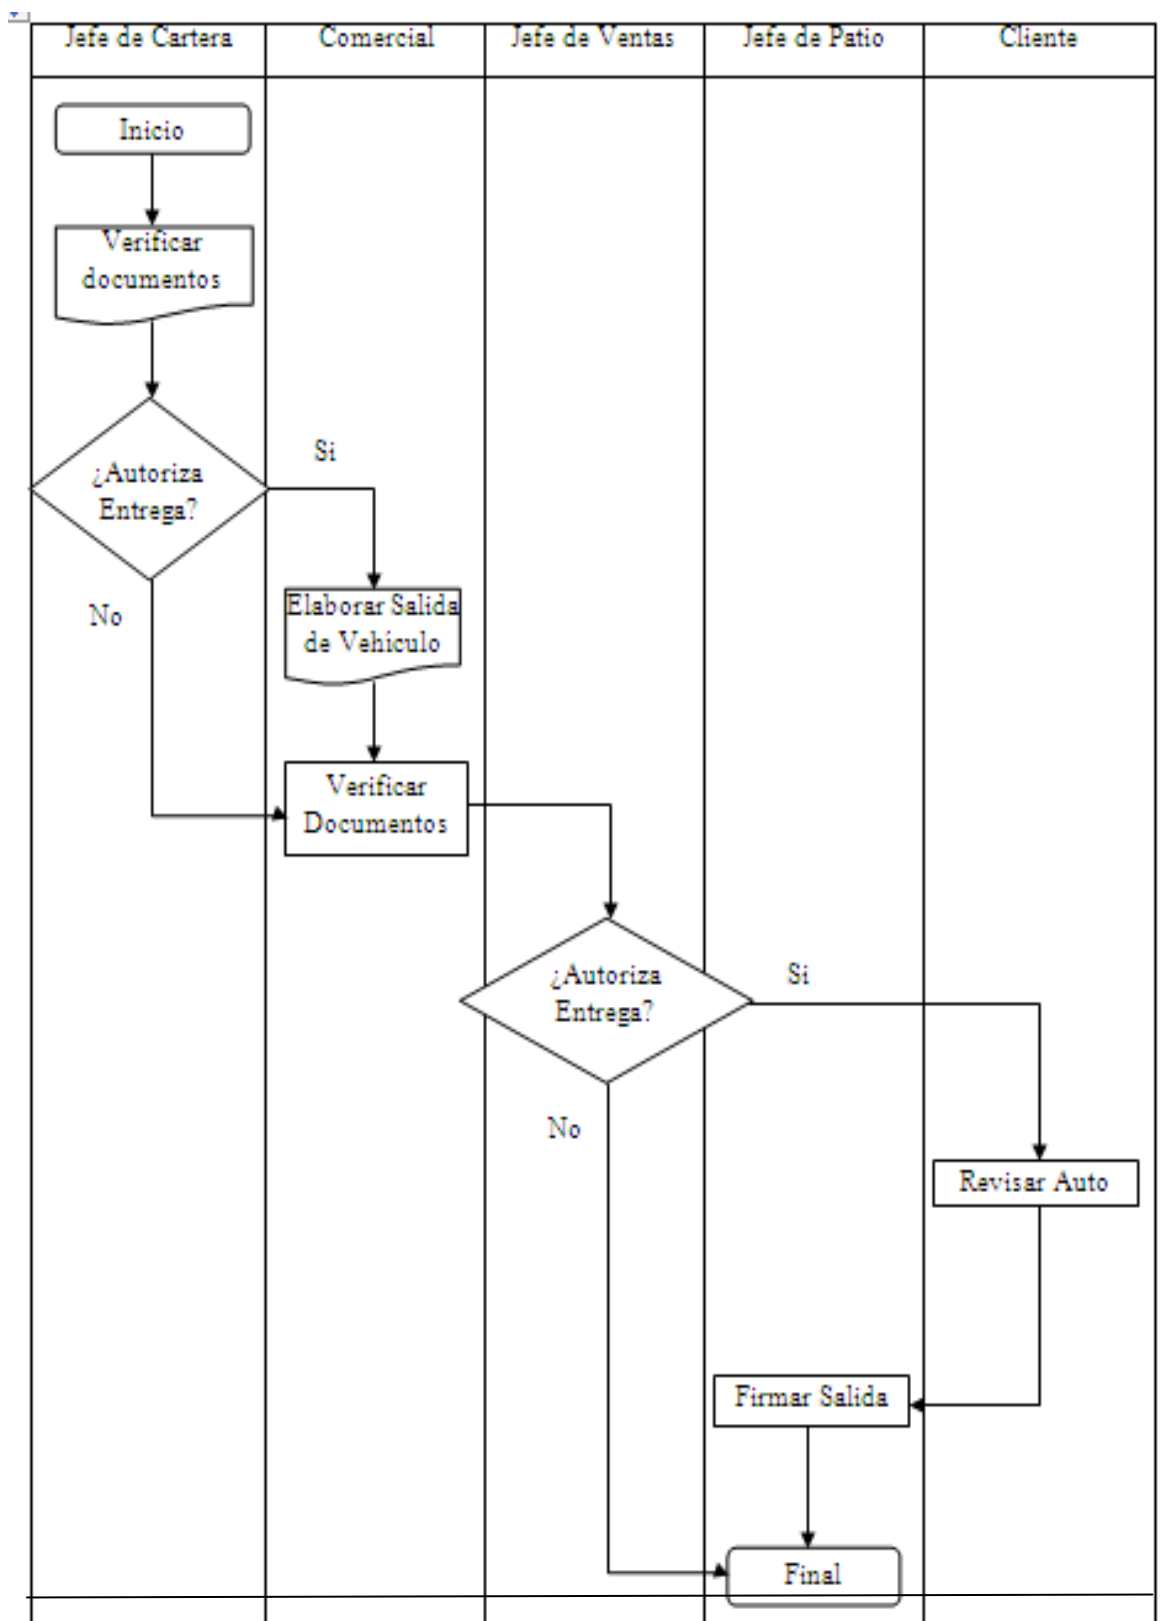 Jefe de Cartera
Comercial
Jefe de Ventas
Jefe de Patio
Cliente
Inicio
Verificar
documentos
¿Autoriza
Entrega?
Si
No
Elaborar Salida
de Vehiculo
Verificar
Documentos
¿Autoriza
Entrega?
Si
No
Revisar Auto
Firmar Salida
Final